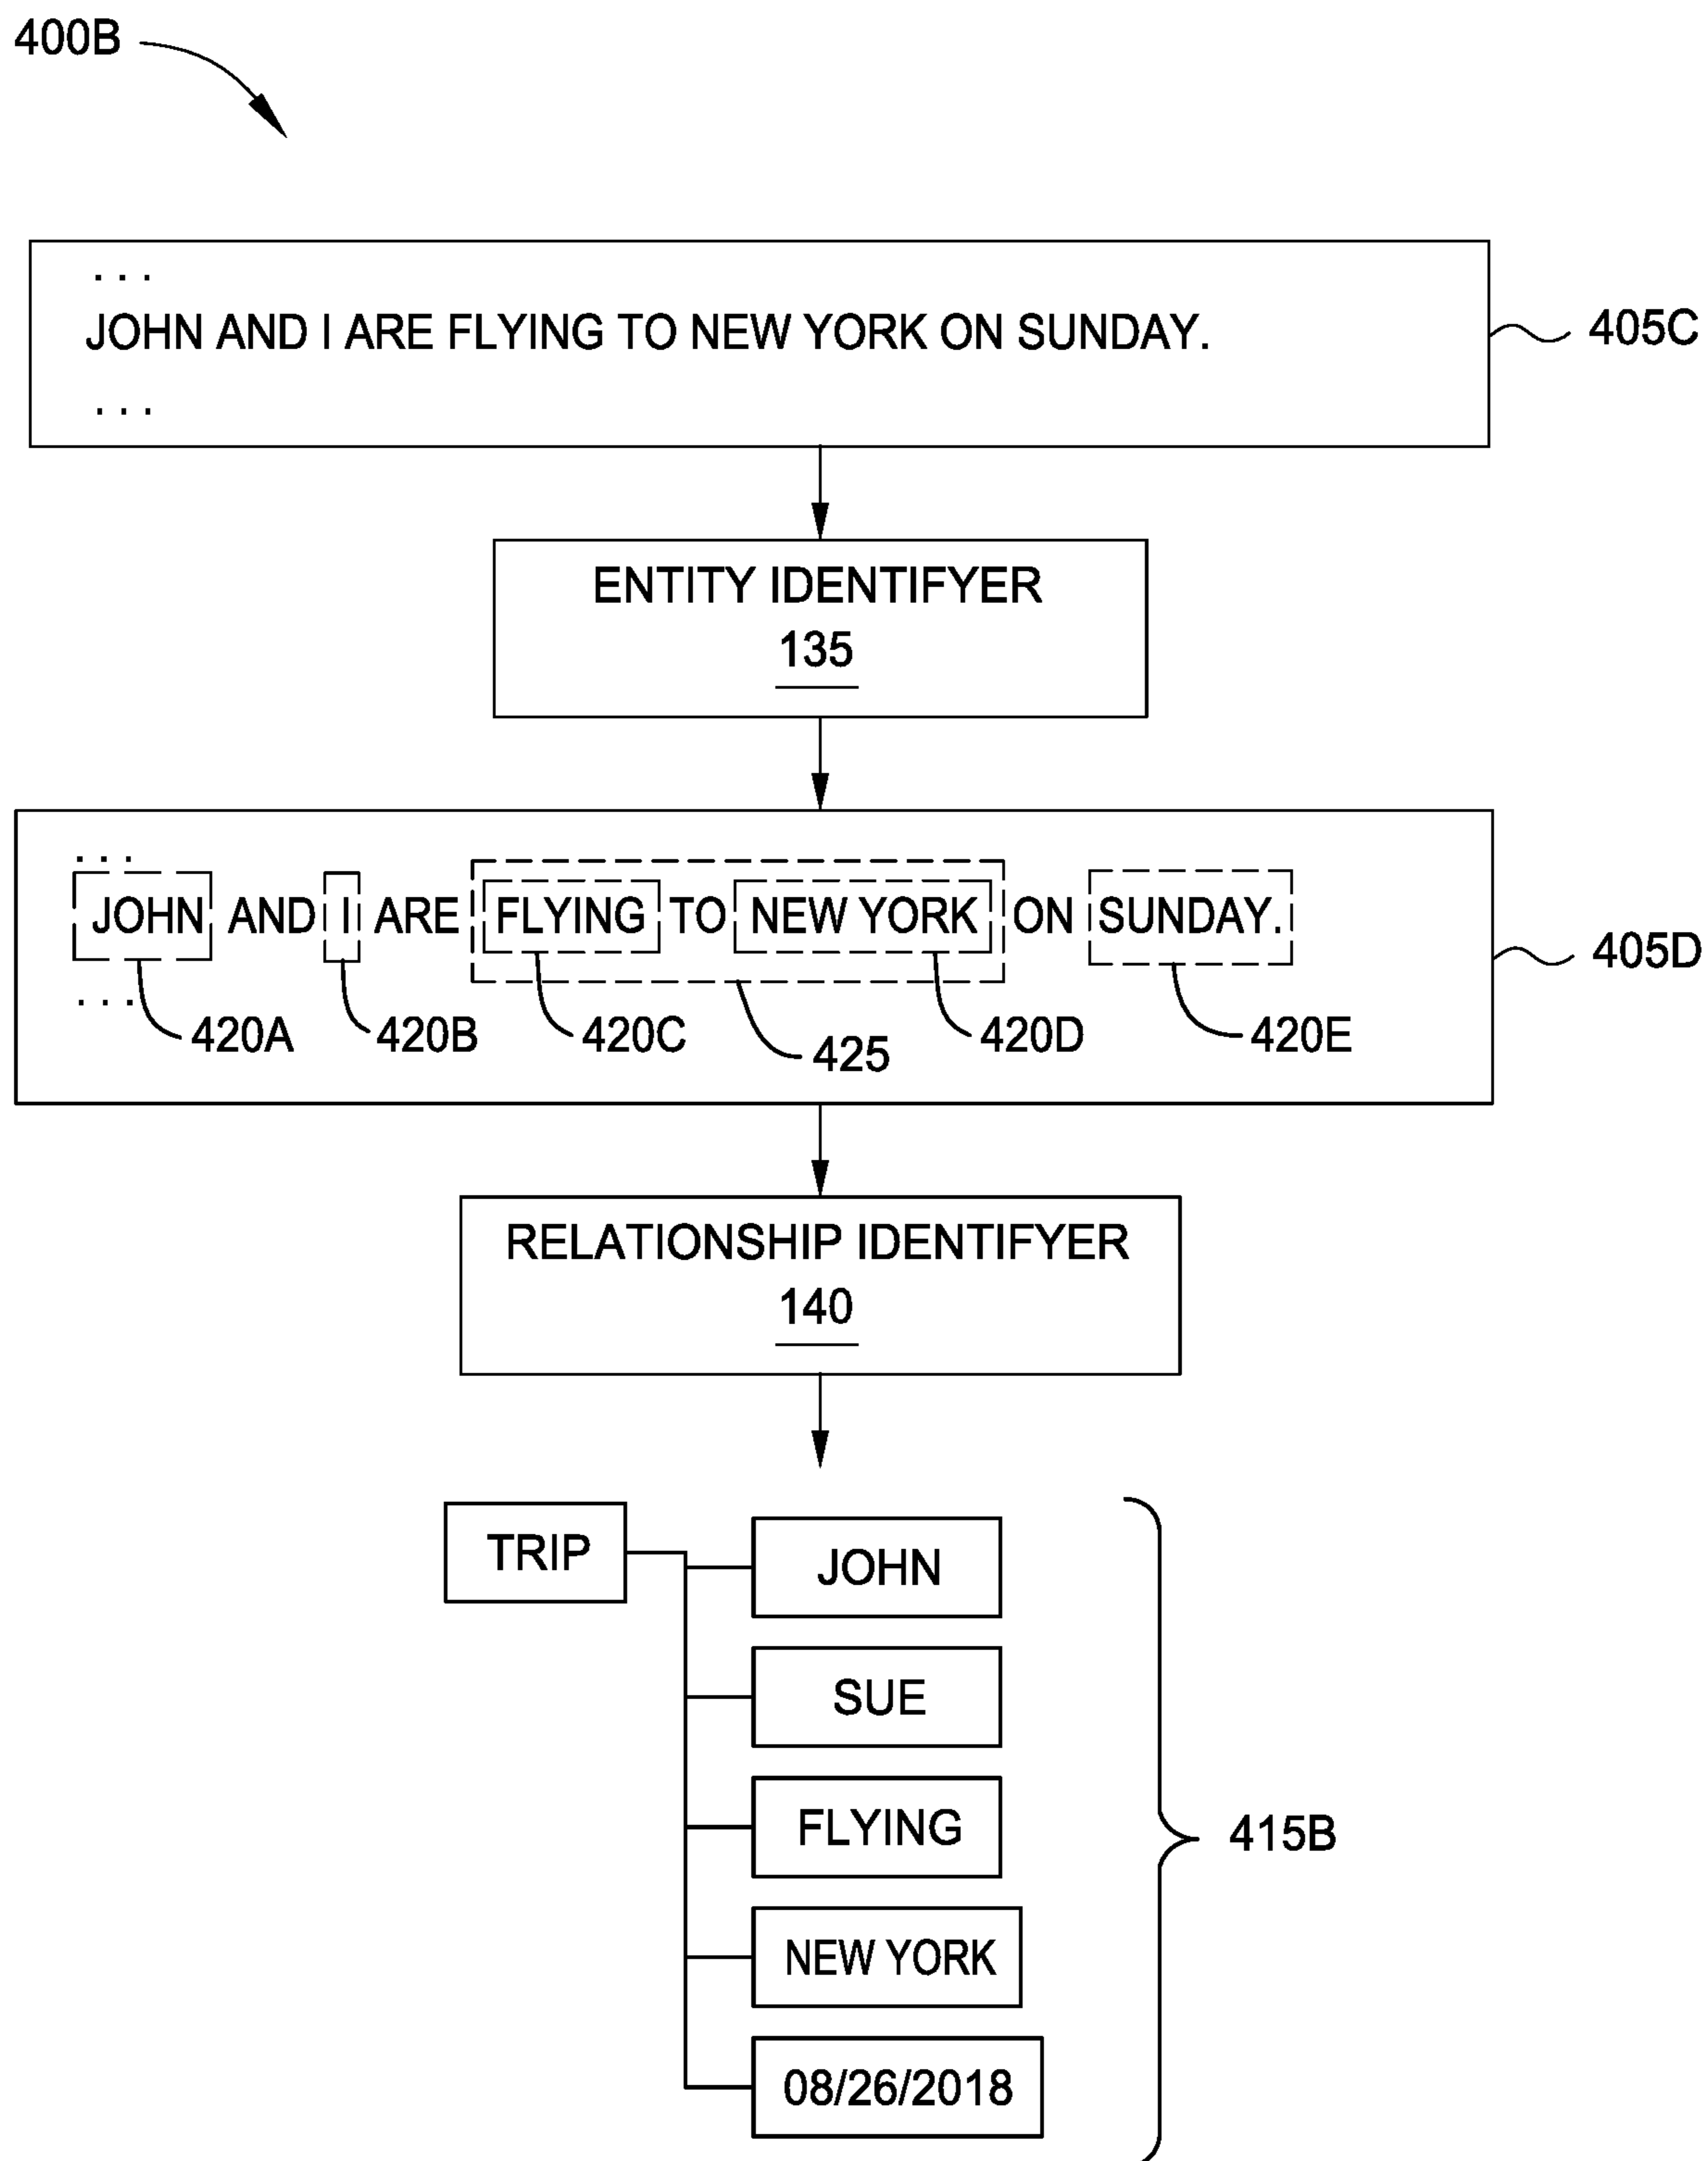 400B
. . .
JOHN AND I ARE FLYING TO NEW YORK ON SUNDAY.
. . .
405C
ENTITY IDENTIFYER
135
. . .
JOHN AND I ARE FLYING TO NEW YORK ON SUNDAY.
. . .
405D
420A 420B 420C 425 420D 420E
RELATIONSHIP IDENTIFYER
140
TRIP
JOHN
SUE
FLYING
NEW YORK
08/26/2018
415B